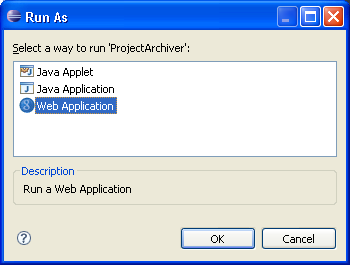 Run As
Select a way to run 'ProjectArchiver':
Java Applet
Java Application
Web Application
Description
Run a Web Application
OK
Cancel